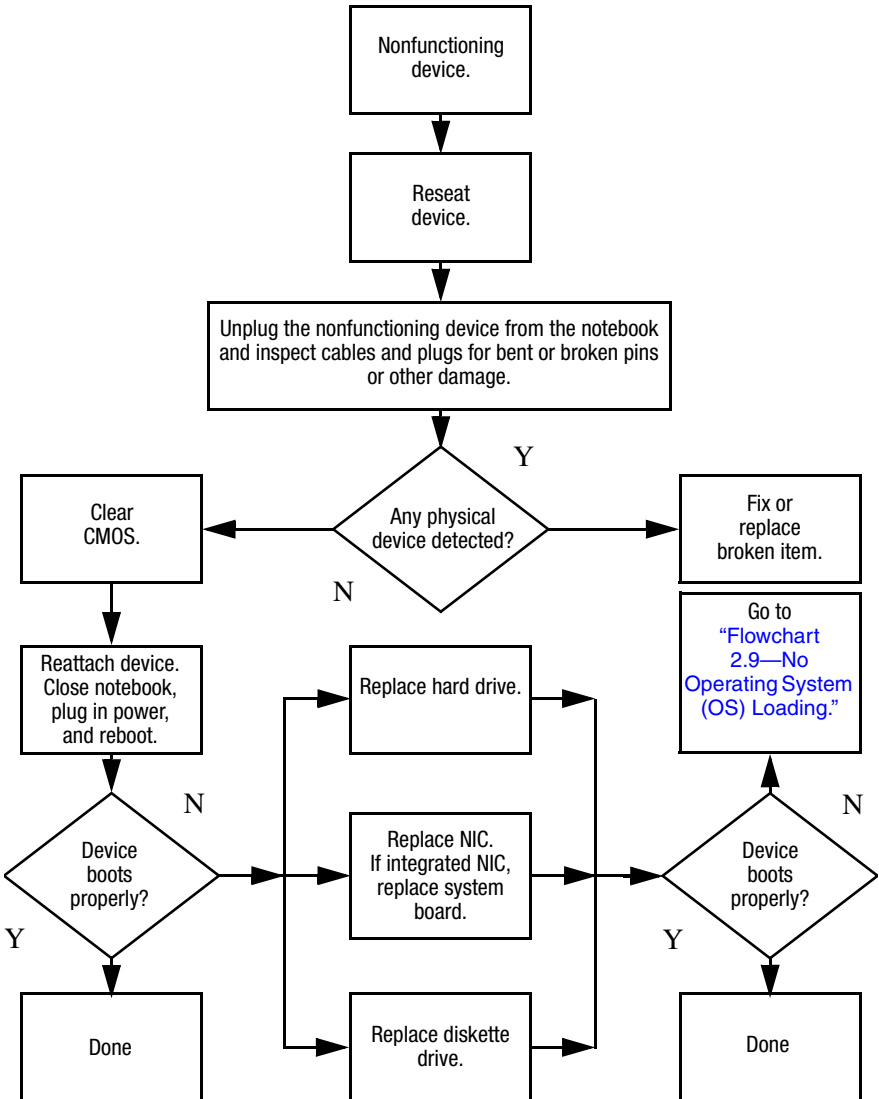 Nonfunctioning
device.
Reseat
device.
Unplug the nonfunctioning device from the notebook
and inspect cables and plugs for bent or broken pins
or other damage.
Y
Clear
CMOS.
Any physical
device detected?
Fix or
replace
broken item.
N
Go to
“Flowchart
2.9—No
Operating System
(OS) Loading.”
Reattach device.
Close notebook,
plug in power,
and reboot.
Replace hard drive.
N
N
Device
boots
properly?
Replace NIC.
If integrated NIC,
replace system
board.
Device
boots
properly?
Y
Y
Done
Replace diskette
drive.
Done